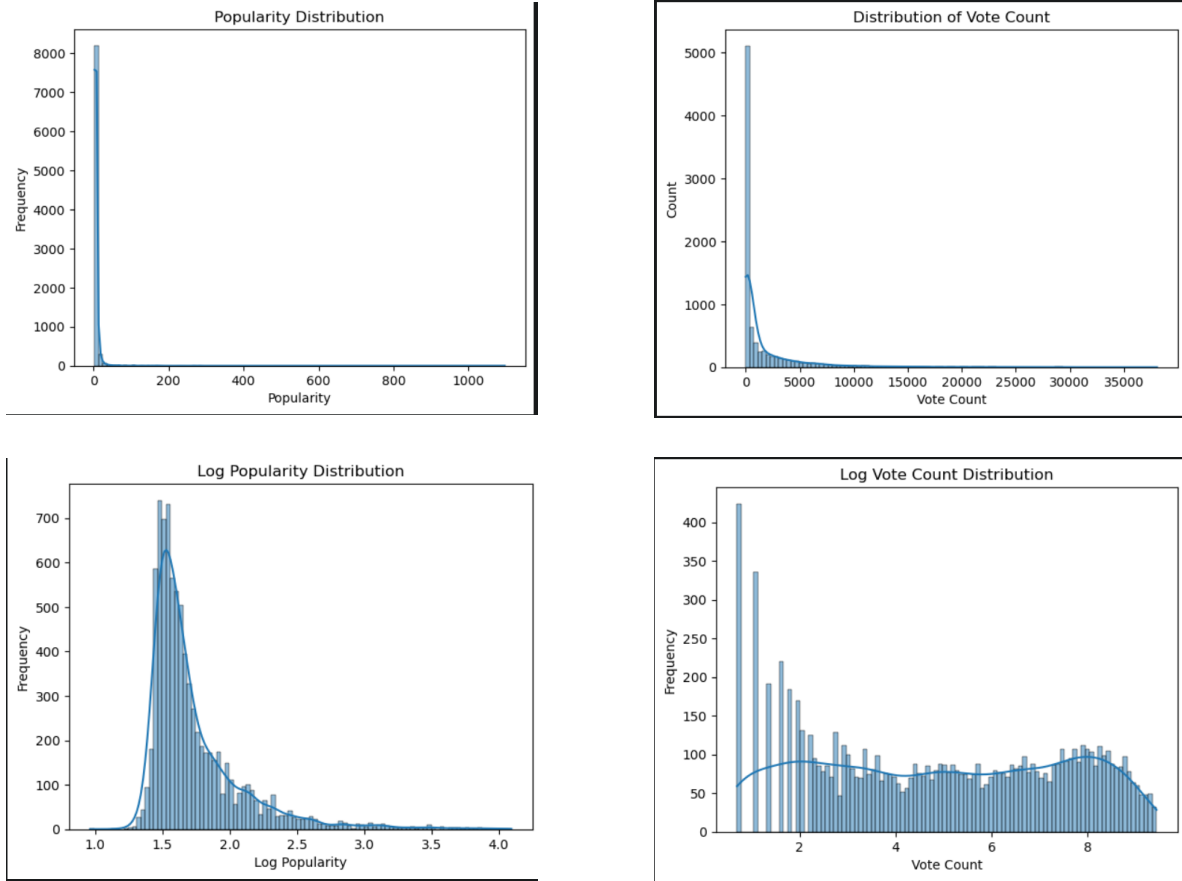 Popularity Distribution
8000
7000
6000
5000
4000
3000
2000
1000
0
Frequency
0 200 400 600 800 1000
Popularity
Distribution of Vote Count
5000
4000
3000
2000
1000
0
Count
0 5000 10000 15000 20000 25000 30000 35000
Vote Count
Log Popularity Distribution
700
600
500
400
300
200
100
0
Frequency
1.0 1.5 2.0 2.5 3.0 3.5 4.0
Log Popularity
Log Vote Count Distribution
400
350
300
250
200
150
100
50
0
Frequency
2 4 6 8
Vote Count